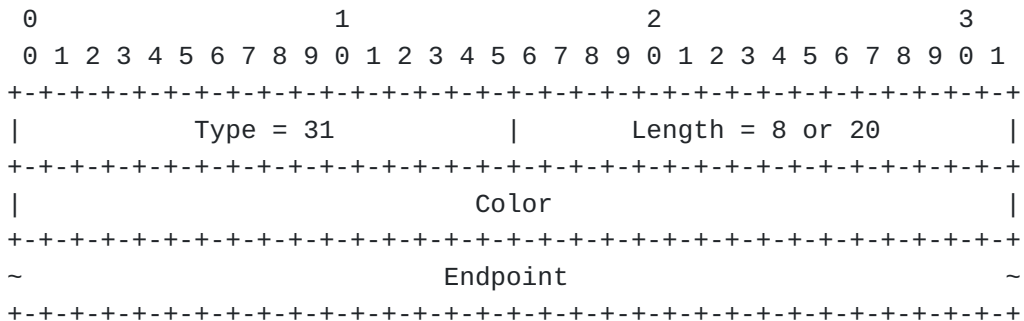 0                   1                   2                   3
 0 1 2 3 4 5 6 7 8 9 0 1 2 3 4 5 6 7 8 9 0 1 2 3 4 5 6 7 8 9 0 1
+-+-+-+-+-+-+-+-+-+-+-+-+-+-+-+-+-+-+-+-+-+-+-+-+-+-+-+-+-+-+-+-+
|           Type = 31           |       Length = 8 or 20        |
+-+-+-+-+-+-+-+-+-+-+-+-+-+-+-+-+-+-+-+-+-+-+-+-+-+-+-+-+-+-+-+-+
|                             Color                             |
+-+-+-+-+-+-+-+-+-+-+-+-+-+-+-+-+-+-+-+-+-+-+-+-+-+-+-+-+-+-+-+-+
~                           Endpoint                            ~
+-+-+-+-+-+-+-+-+-+-+-+-+-+-+-+-+-+-+-+-+-+-+-+-+-+-+-+-+-+-+-+-+